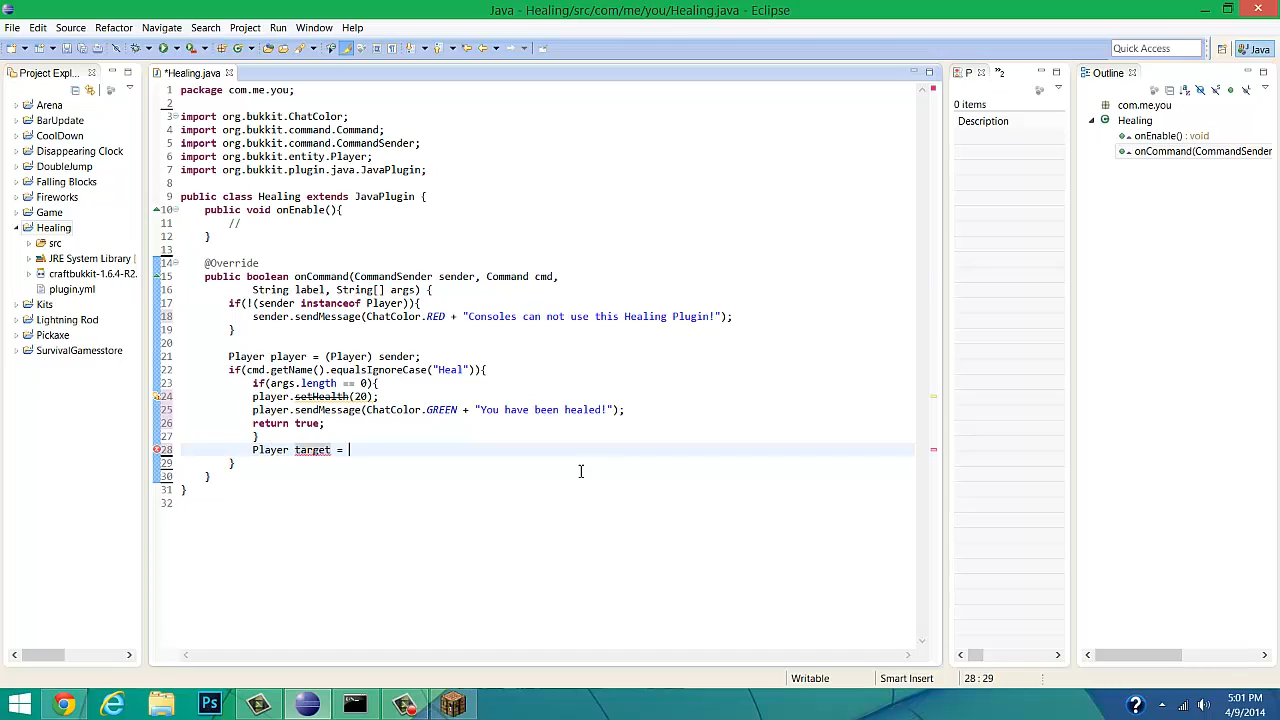 Java - Healing/src/com/me/you/Healing.java - Eclipse
File Edit Source Refactor Navigate Search Project Run Window Help
Quick Access
Java
Project Expl...
*Healing.java
P
Outline
Arena
BarUpdate
CoolDown
Disappearing Clock
DoubleJump
Falling Blocks
Fireworks
Game
Healing
src
JRE System Library [
craftbukkit-1.6.4-R2.
plugin.yml
Kits
Lightning Rod
Pickaxe
SurvivalGamesstore
1 package com.me.you;
2
3 import org.bukkit.ChatColor;
4 import org.bukkit.command.Command;
5 import org.bukkit.command.CommandSender;
6 import org.bukkit.entity.Player;
7 import org.bukkit.plugin.java.JavaPlugin;
8
9 public class Healing extends JavaPlugin {
10 public void onEnable(){
11 //
12 }
13
14 @Override
15 public boolean onCommand(CommandSender sender, Command cmd,
16 String label, String[] args) {
17 if(!(sender instanceof Player)){
18 sender.sendMessage(ChatColor.RED + "Consoles can not use this Healing Plugin!");
19 }
20
21 Player player = (Player) sender;
22 if(cmd.getName().equalsIgnoreCase("Heal")){
23 if(args.length == 0){
24 player.setHealth(20);
25 player.sendMessage(ChatColor.GREEN + "You have been healed!");
26 return true;
27 }
28 Player target =
29 }
30 }
31 }
32
0 items
Description
com.me.you
Healing
onEnable() : void
onCommand(CommandSender
Writable
Smart Insert
28 : 29
Ps
5:01 PM
4/9/2014